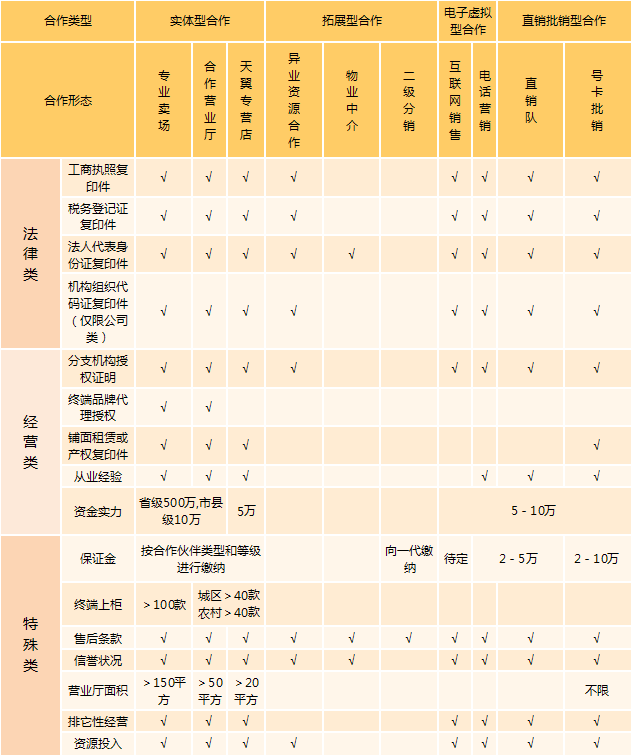 合作类型 实体型合作 拓展型合作 电子虚拟型合作 直销批销型合作
合作形态 专业卖场 合作营业厅 天翼专营店 异业资源合作 物业中介 二级分销 互联网销售 电话营销 直销队 号卡批销
法律类
工商执照复印件 √ √ √ √ √ √ √ √
税务登记证复印件 √ √ √ √ √ √ √ √
法人代表身份证复印件 √ √ √ √ √ √ √ √ √
机构组织代码证复印件（仅限公司类） √ √ √ √ √ √ √ √
经营类
分支机构授权证明 √ √ √ √ √ √ √ √
终端品牌代理授权 √ √
铺面租赁或产权复印件 √ √ √ √
从业经验 √ √ √ √ √ √
资金实力 省级500万,市县级10万 5万 5－10万
特殊类
保证金 按合作伙伴类型和等级进行缴纳 向一代缴纳 待定 2－5万 2－10万
终端上柜 ＞100款 城区＞40款 农村＞40款
售后条款 √ √ √ √ √ √ √ √ √ √
信誉状况 √ √ √ √ √ √ √ √ √
营业厅面积 ＞150平方 ＞50平方 ＞20平方 不限
排它性经营 √ √ √ √ √ √ √
资源投入 √ √ √ √ √ √ √ √